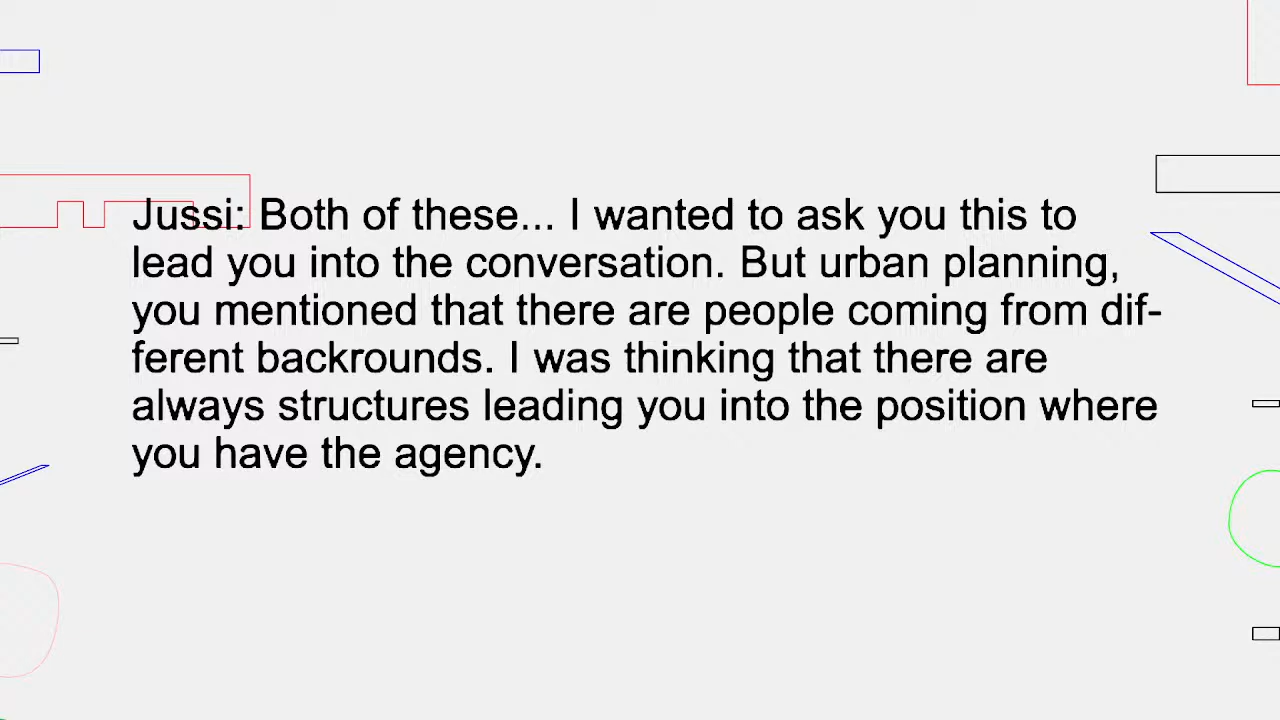 Jussi: Both of these... I wanted to ask you this to
lead you into the conversation. But urban planning,
you mentioned that there are people coming from dif-
ferent backrounds. I was thinking that there are
always structures leading you into the position where
you have the agency.